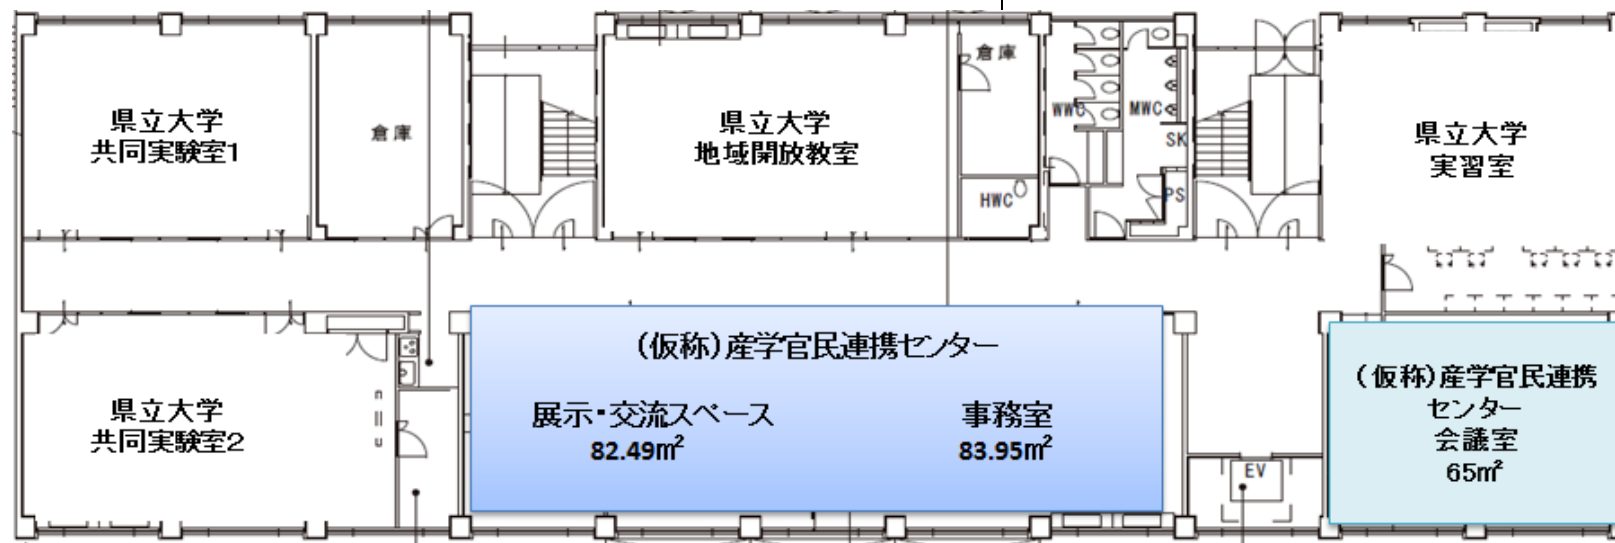 県立大学
共同実験室1
倉庫
県立大学
地域開放教室
倉庫
HWC
WWC
MWC
SK
PS
県立大学
実習室
県立大学
共同実験室2
（仮称）産学官民連携センター
展示・交流スペース
82.49㎡
事務室
83.95㎡
EV
（仮称）産学官民連携
センター
会議室
65㎡